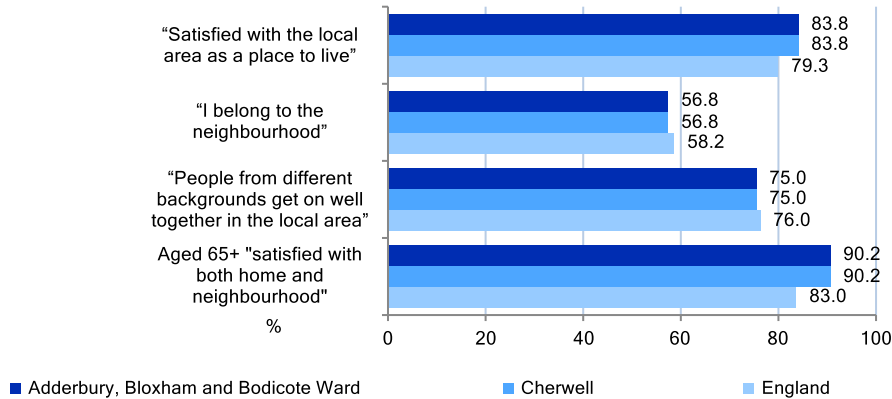 “Satisfied with the local
area as a place to live”
83.8
83.8
79.3
“I belong to the
neighbourhood”
56.8
56.8
58.2
“People from different
backgrounds get on well
together in the local area”
75.0
75.0
76.0
Aged 65+ "satisfied with
both home and
neighbourhood"
90.2
90.2
83.0
%
0 20 40 60 80 100
Adderbury, Bloxham and Bodicote Ward Cherwell England